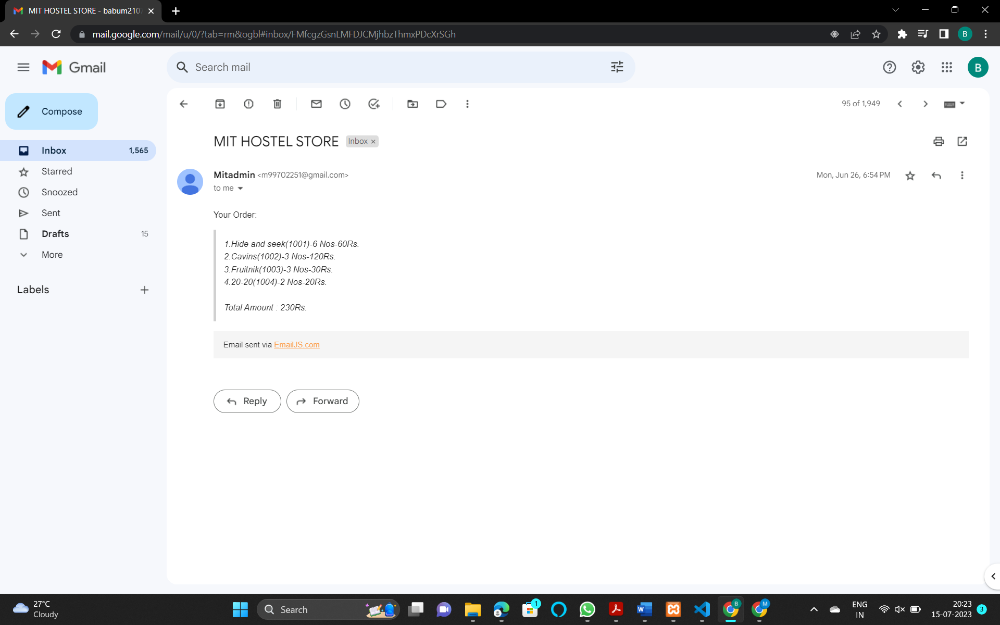 MIT HOSTEL STORE - babum2107
mail.google.com/mail/u/0/?tab=rm&ogbl#inbox/FMfcgzGsnLMFDJCMjhbzThmxPDcXrSGh
B
Gmail
Search mail
B
Compose
95 of 1,949
MIT HOSTEL STORE Inbox ×
Inbox 1,565
Starred
Snoozed
Sent
Drafts 15
More
Labels
Mitadmin <m99702251@gmail.com>
Mon, Jun 26, 6:54 PM
to me
Your Order:
1.Hide and seek(1001)-6 Nos-60Rs.
2.Cavins(1002)-3 Nos-120Rs.
3.Fruitnik(1003)-3 Nos-30Rs.
4.20-20(1004)-2 Nos-20Rs.
Total Amount : 230Rs.
Email sent via EmailJS.com
Reply
Forward
27°C
Cloudy
Search
1
W
B
M
ENG
IN
20:23
15-07-2023
3